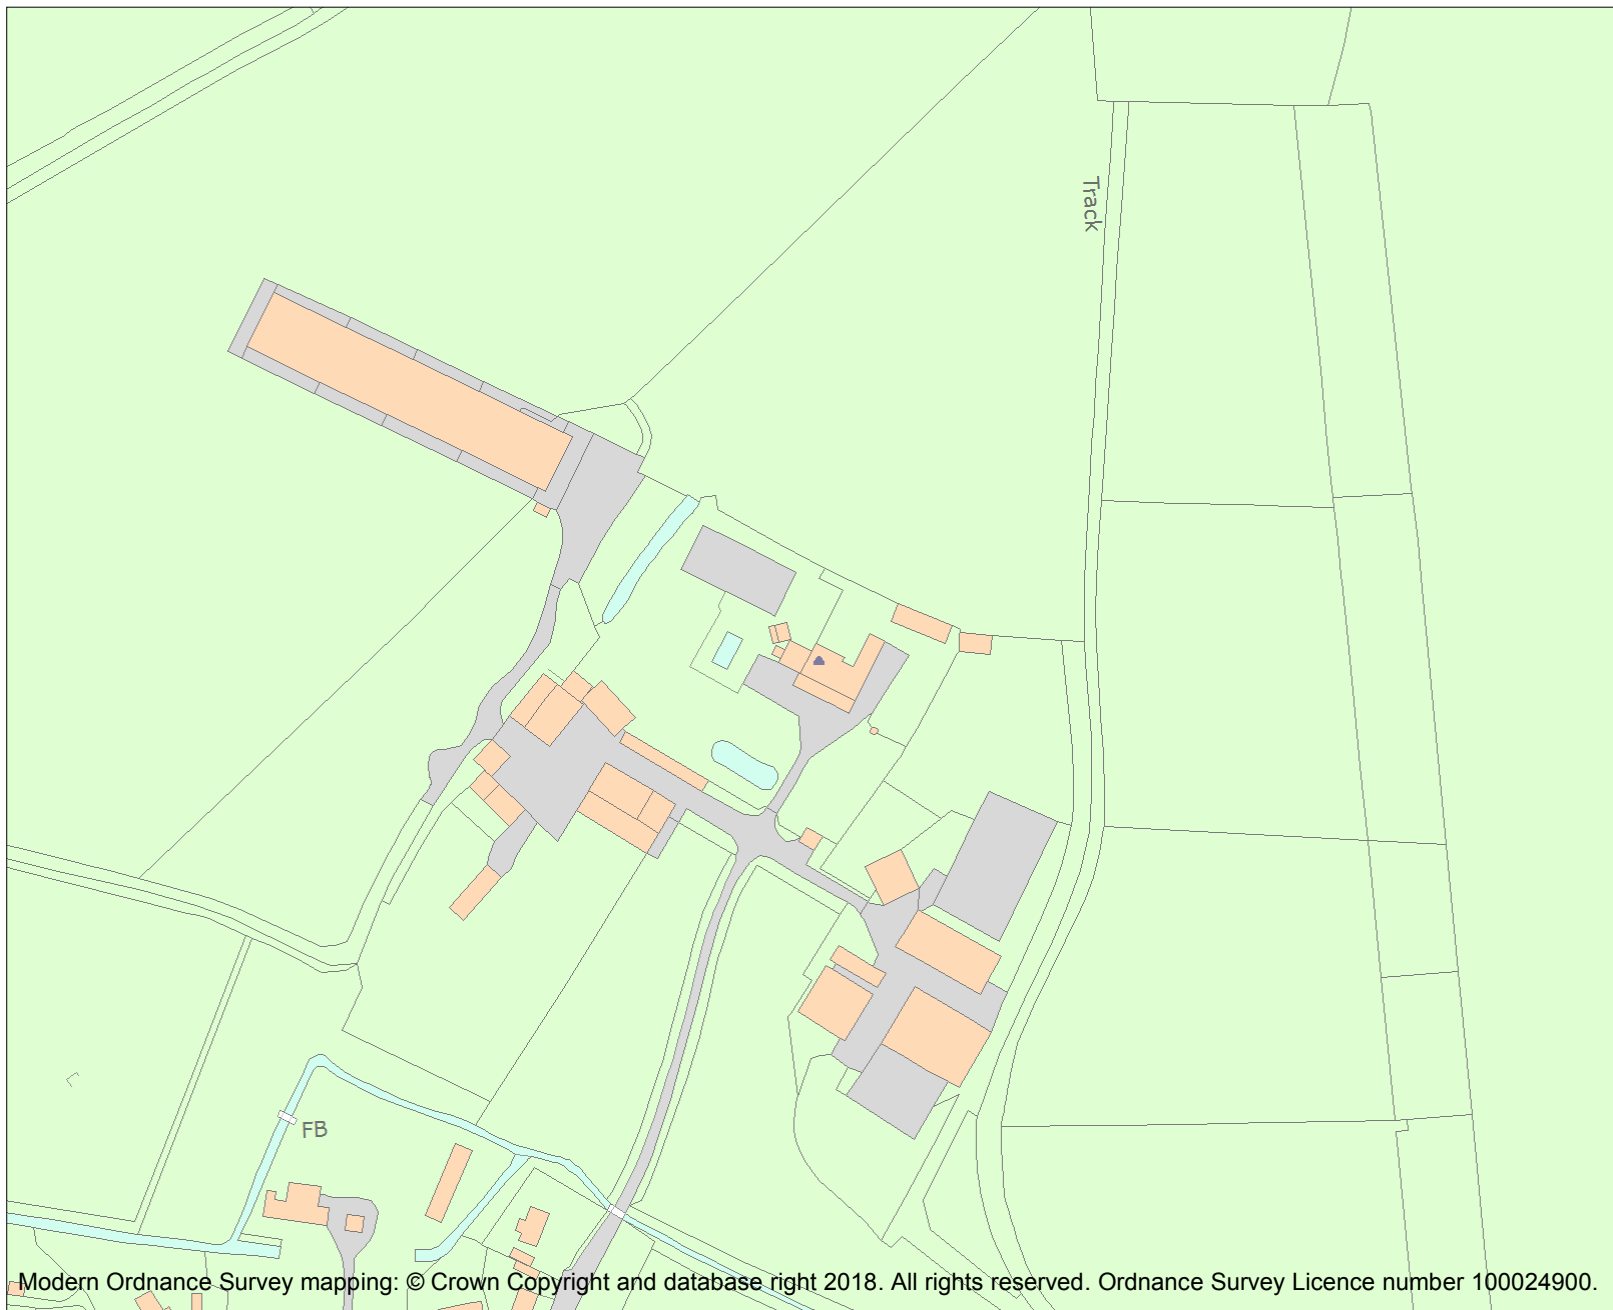 Track
FB
Modern Ordnance Survey mapping: © Crown Copyright and database right 2018. All rights reserved. Ordnance Survey Licence number 100024900.